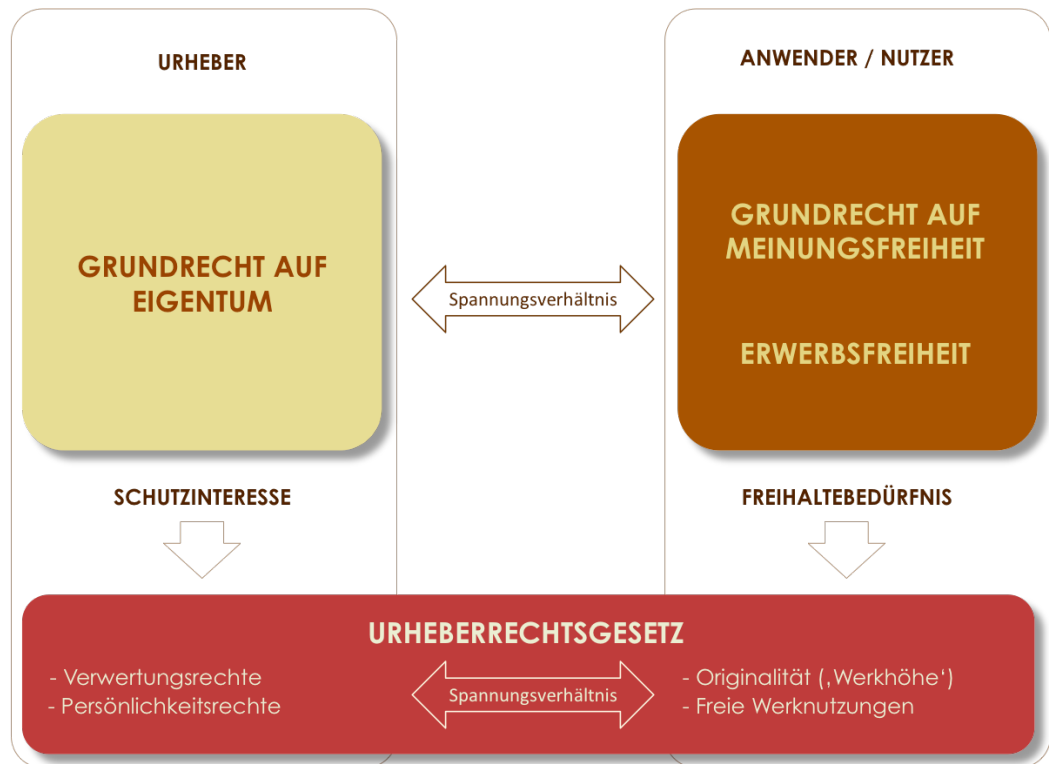 URHEBER
ANWENDER / NUTZER
GRUNDRECHT AUF
EIGENTUM
Spannungsverhältnis
GRUNDRECHT AUF
MEINUNGSFREIHEIT
ERWERBSFREIHEIT
SCHUTZINTERESSE
FREIHALTEBEDÜRFNIS
URHEBERRECHTSGESETZ
- Verwertungsrechte
- Persönlichkeitsrechte
Spannungsverhältnis
- Originalität (‚Werkhöhe‘)
- Freie Werknutzungen